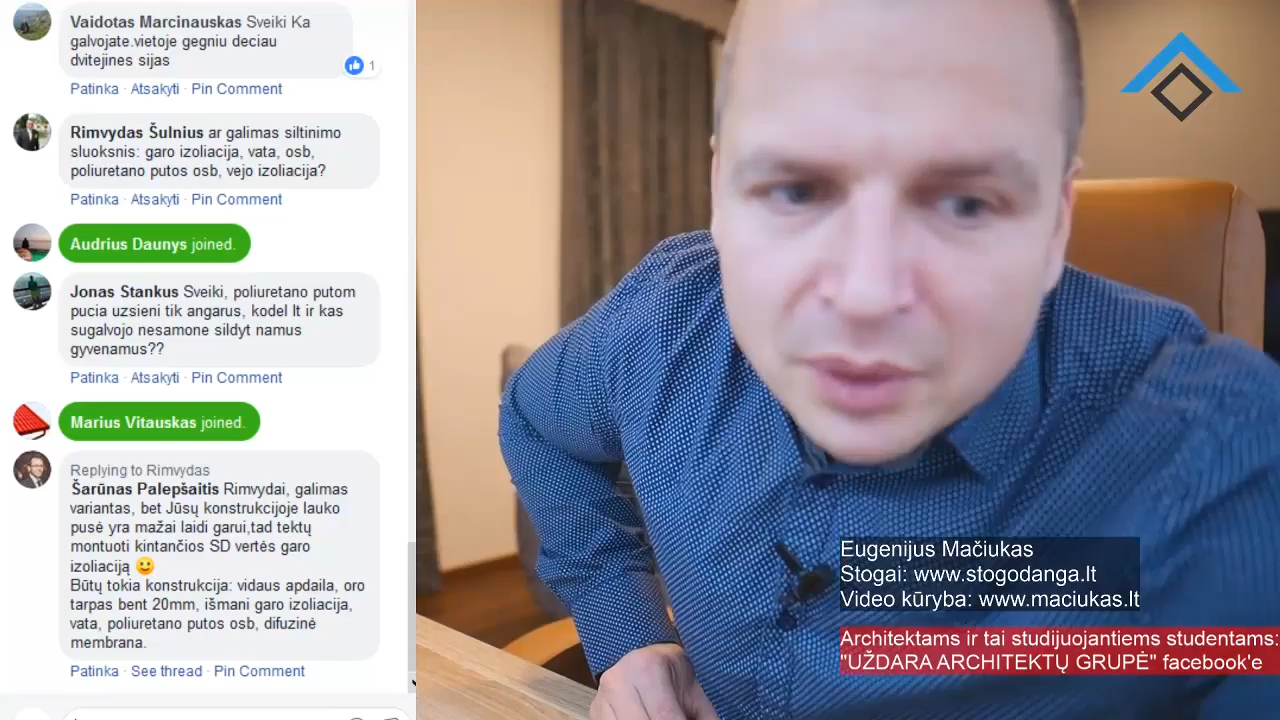 Vaidotas Marcinauskas Sveiki Ka
galvojate.vietoje gegniu deciau
dvitejines sijas
1
Patinka · Atsakyti · Pin Comment
Rimvydas Šulnius ar galimas siltinimo
sluoksnis: garo izoliacija, vata, osb,
poliuretano putos osb, vejo izoliacija?
Patinka · Atsakyti · Pin Comment
Audrius Daunys joined.
Jonas Stankus Sveiki, poliuretano putom
pucia uzsieni tik angarus, kodel lt ir kas
sugalvojo nesamone sildyt namus
gyvenamus??
Patinka · Atsakyti · Pin Comment
Marius Vitauskas joined.
Replying to Rimvydas
Šarūnas Palepšaitis Rimvydai, galimas
variantas, bet Jūsų konstrukcijoje lauko
pusė yra mažai laidi garui,tad tektų
montuoti kintančios SD vertės garo
izoliaciją 🙂
Būtų tokia konstrukcija: vidaus apdaila, oro
tarpas bent 20mm, išmani garo izoliacija,
vata, poliuretano putos osb, difuzinė
membrana.
Patinka · See thread · Pin Comment
Eugenijus Mačiukas
Stogai: www.stogodanga.lt
Video kūryba: www.maciukas.lt
Architektams ir tai studijuojantiems studentams:
"UŽDARA ARCHITEKTŲ GRUPĖ" facebook'e